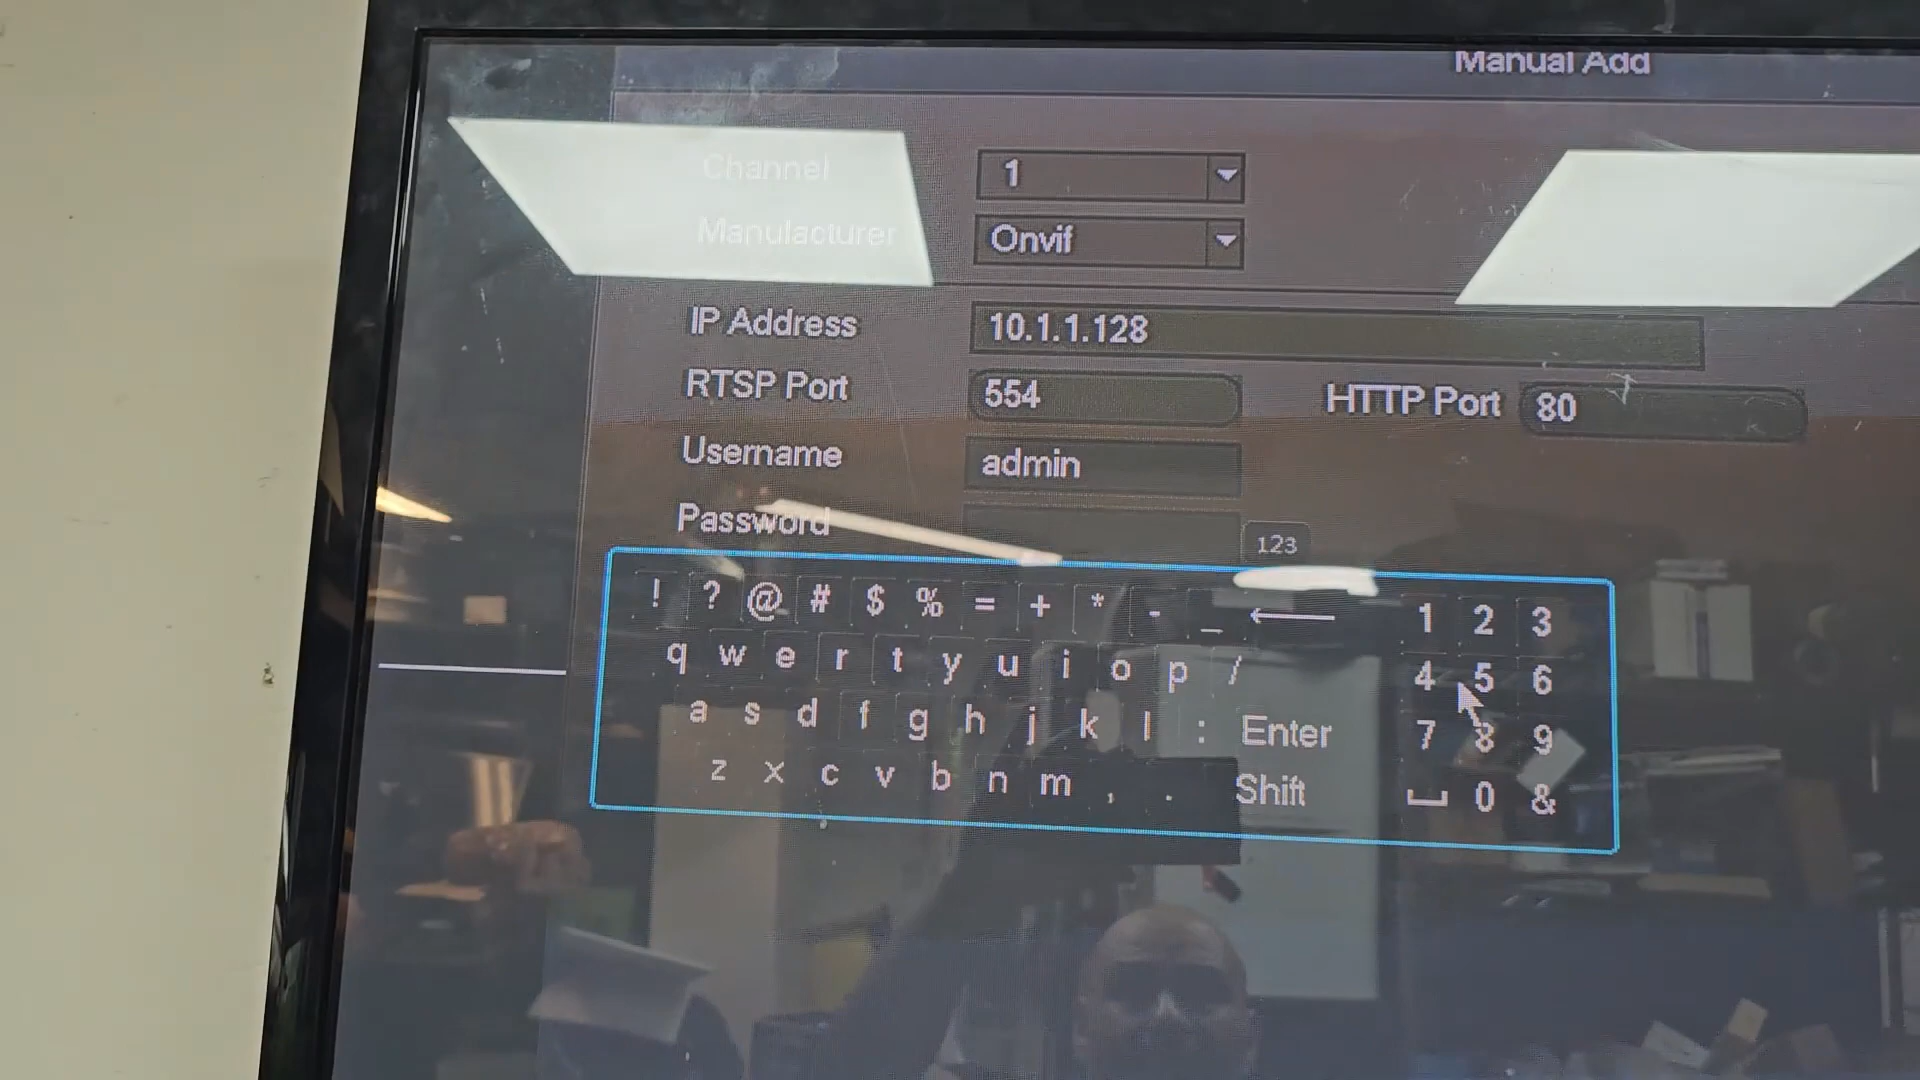 Manual Add
Channel 1
Manufacturer Onvif
IP Address 10.1.1.128
RTSP Port 554 HTTP Port 80
Username admin
Password
123
! ? @ # $ % = + * - _ 1 2 3
q w e r t y u i o p / 4 5 6
a s d f g h j k l : Enter 7 8 9
z x c v b n m , . Shift 0 &